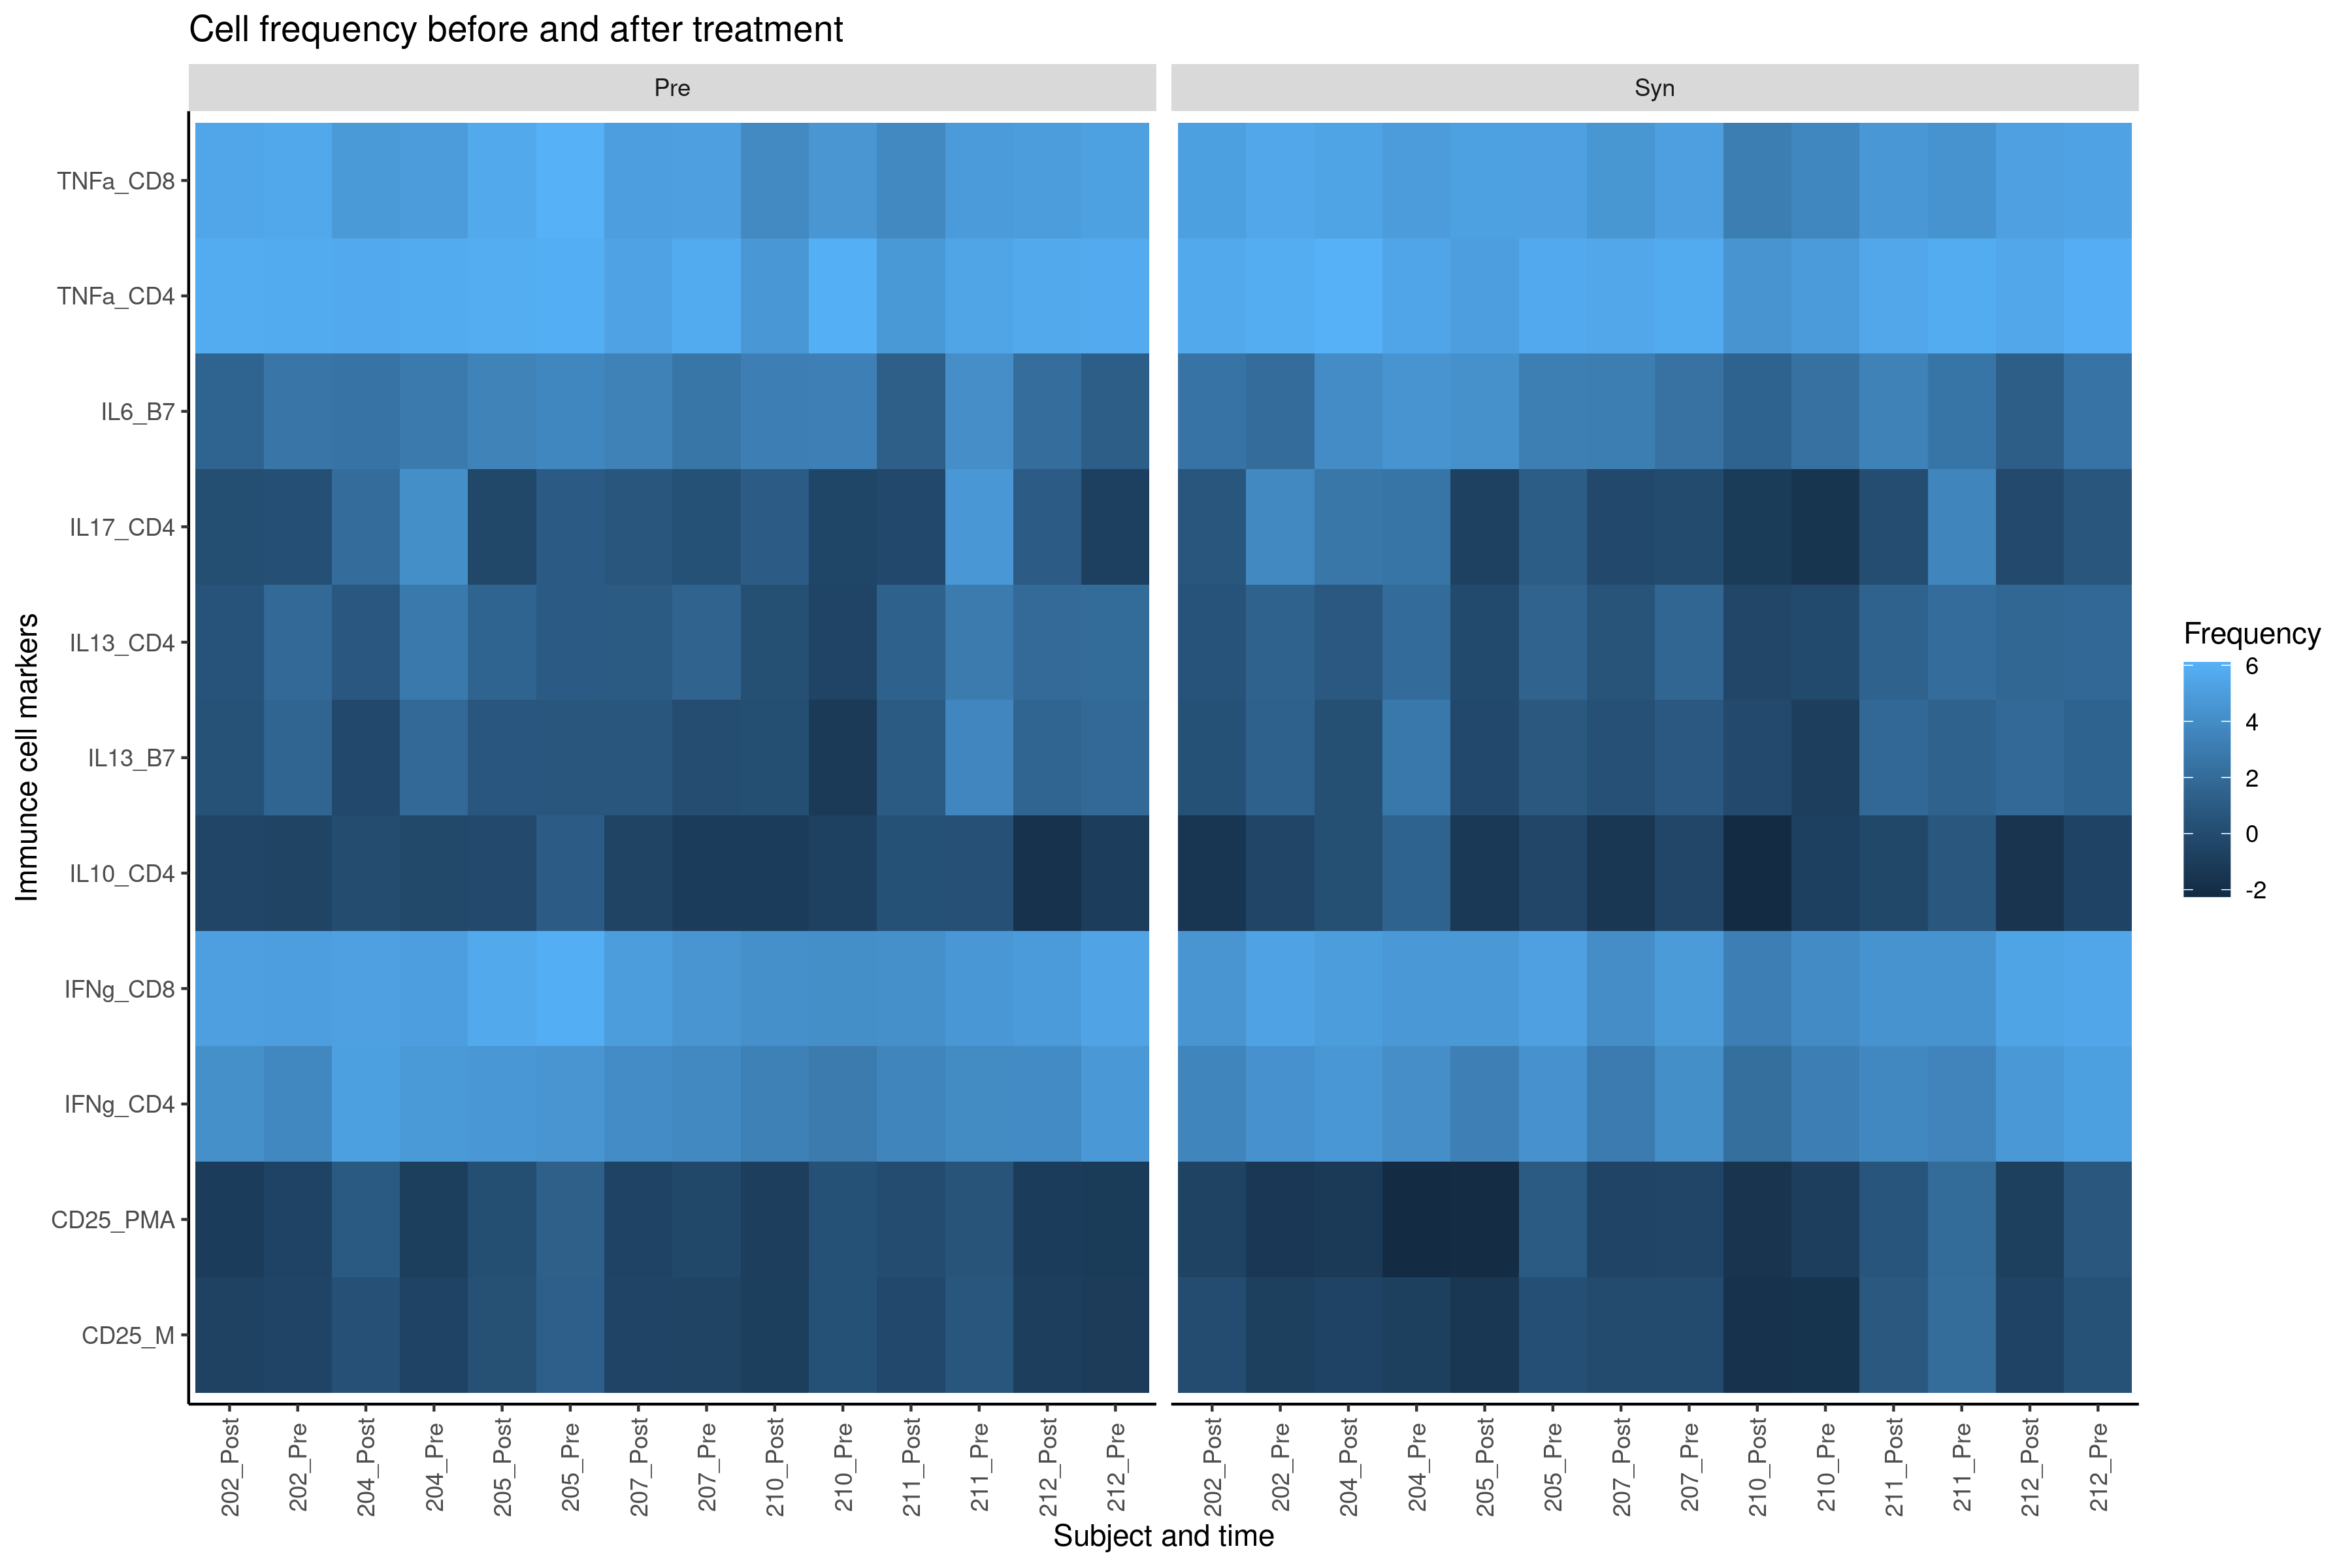 Cell frequency before and after treatment
Pre
Syn
TNFa_CD8
TNFa_CD4
IL6_B7
IL17_CD4
IL13_CD4
IL13_B7
IL10_CD4
IFNg_CD8
IFNg_CD4
CD25_PMA
CD25_M
Immunce cell markers
202_Post
202_Pre
204_Post
204_Pre
205_Post
205_Pre
207_Post
207_Pre
210_Post
210_Pre
211_Post
211_Pre
212_Post
212_Pre
202_Post
202_Pre
204_Post
204_Pre
205_Post
205_Pre
207_Post
207_Pre
210_Post
210_Pre
211_Post
211_Pre
212_Post
212_Pre
Subject and time
Frequency
6
4
2
0
-2